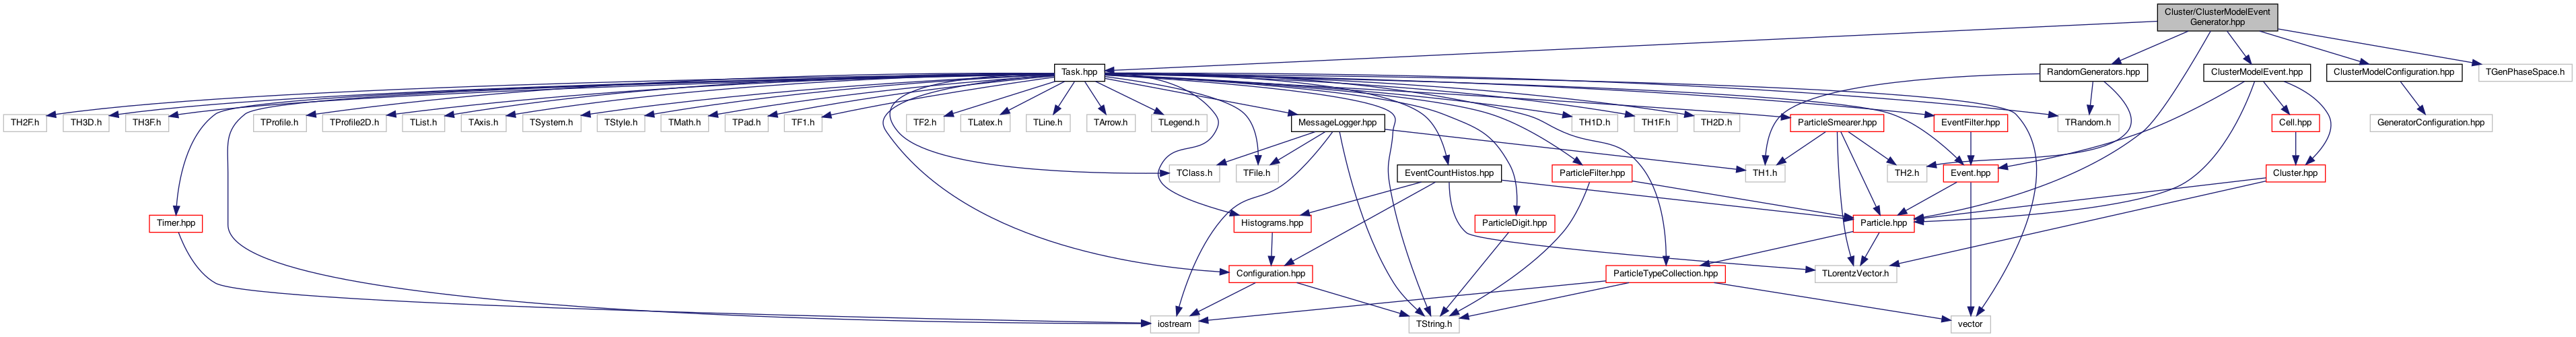 Cluster/ClusterModelEvent
Generator.hpp
Task.hpp
RandomGenerators.hpp
ClusterModelEvent.hpp
ClusterModelConfiguration.hpp
TGenPhaseSpace.h
TH2F.h
TH3D.h
TH3F.h
TProfile.h
TProfile2D.h
TList.h
TAxis.h
TSystem.h
TStyle.h
TMath.h
TPad.h
TF1.h
TF2.h
TLatex.h
TLine.h
TArrow.h
TLegend.h
MessageLogger.hpp
TH1D.h
TH1F.h
TH2D.h
ParticleSmearer.hpp
EventFilter.hpp
TRandom.h
Cell.hpp
GeneratorConfiguration.hpp
TClass.h
TFile.h
EventCountHistos.hpp
ParticleFilter.hpp
TH1.h
TH2.h
Event.hpp
Cluster.hpp
Timer.hpp
Histograms.hpp
ParticleDigit.hpp
Particle.hpp
Configuration.hpp
ParticleTypeCollection.hpp
TLorentzVector.h
iostream
TString.h
vector